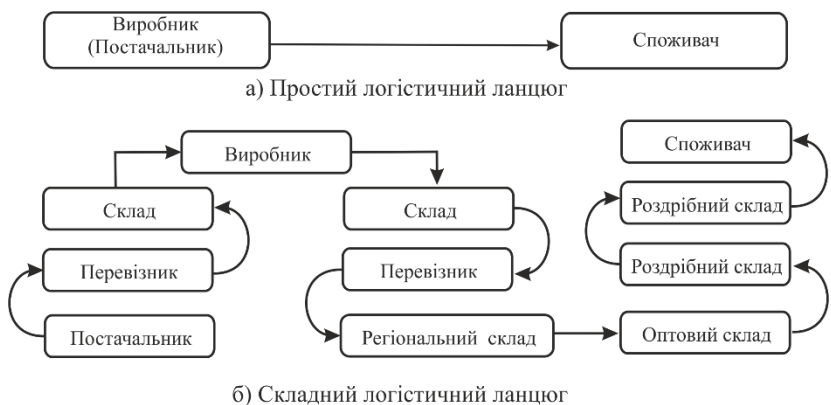 Виробник
(Постачальник)
Споживач
а) Простий логістичний ланцюг
Виробник
Споживач
Склад
Склад
Роздрібний склад
Перевізник
Перевізник
Роздрібний склад
Постачальник
Регіональний склад
Оптовий склад
б) Складний логістичний ланцюг